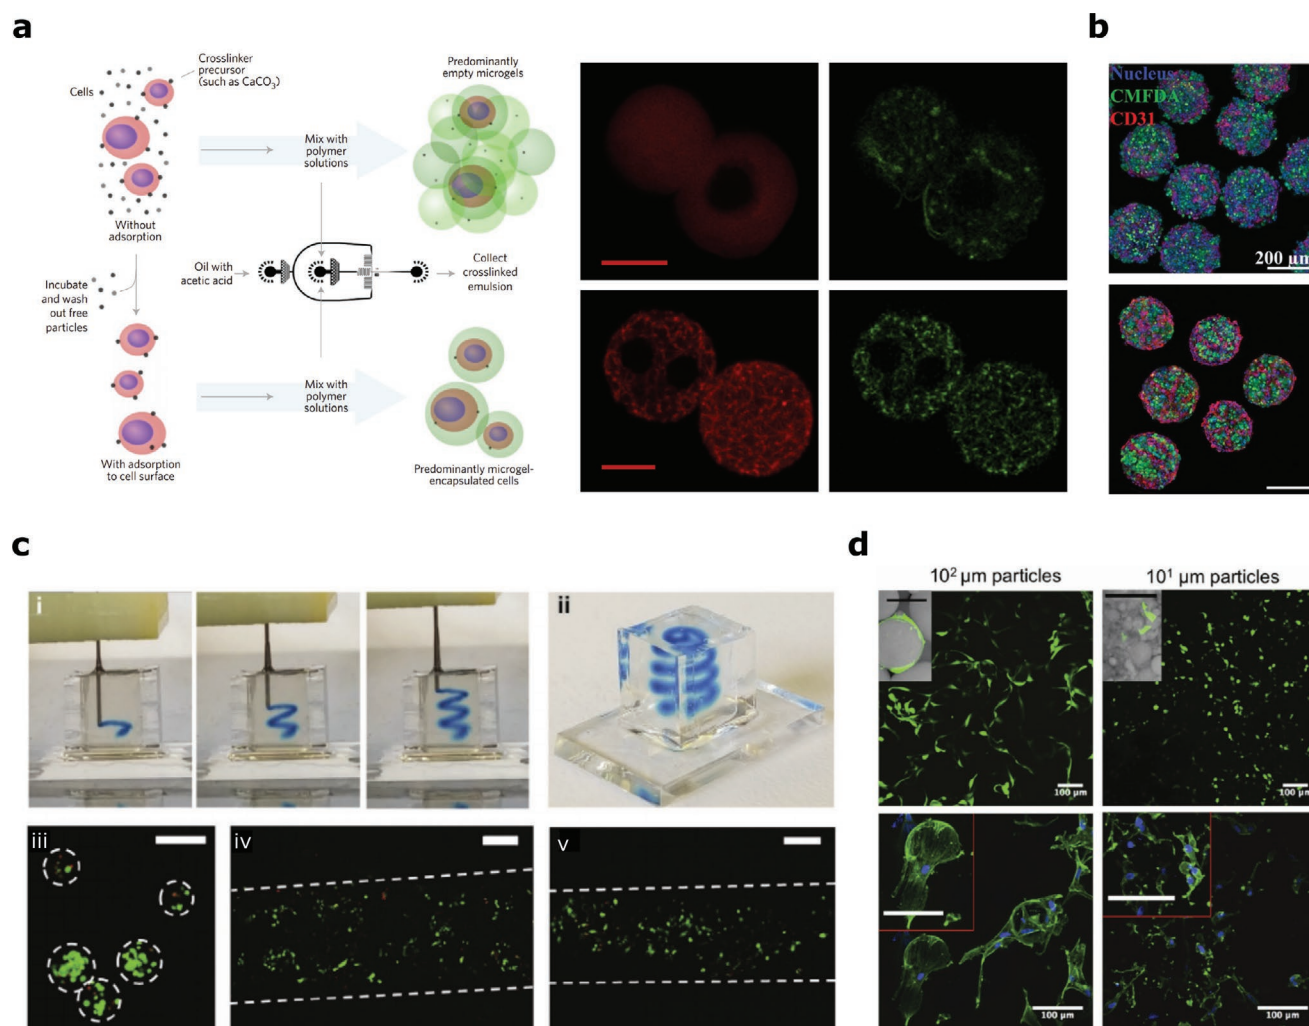 a
Crosslinker
precursor
(such as CaCO₃)
Cells
Without
adsorption
Incubate
and wash
out free
particles
With adsorption
to cell surface
Mix with
polymer
solutions
Oil with
acetic acid
Mix with
polymer
solutions
Predominantly
empty microgels
Collect
crosslinked
emulsion
Predominantly microgel-
encapsulated cells
b
Nucleus
CMFDA
CD31
200 µm
c
i
ii
iii
iv
v
d
10² µm particles
10¹ µm particles
100 µm
100 µm
100 µm
100 µm